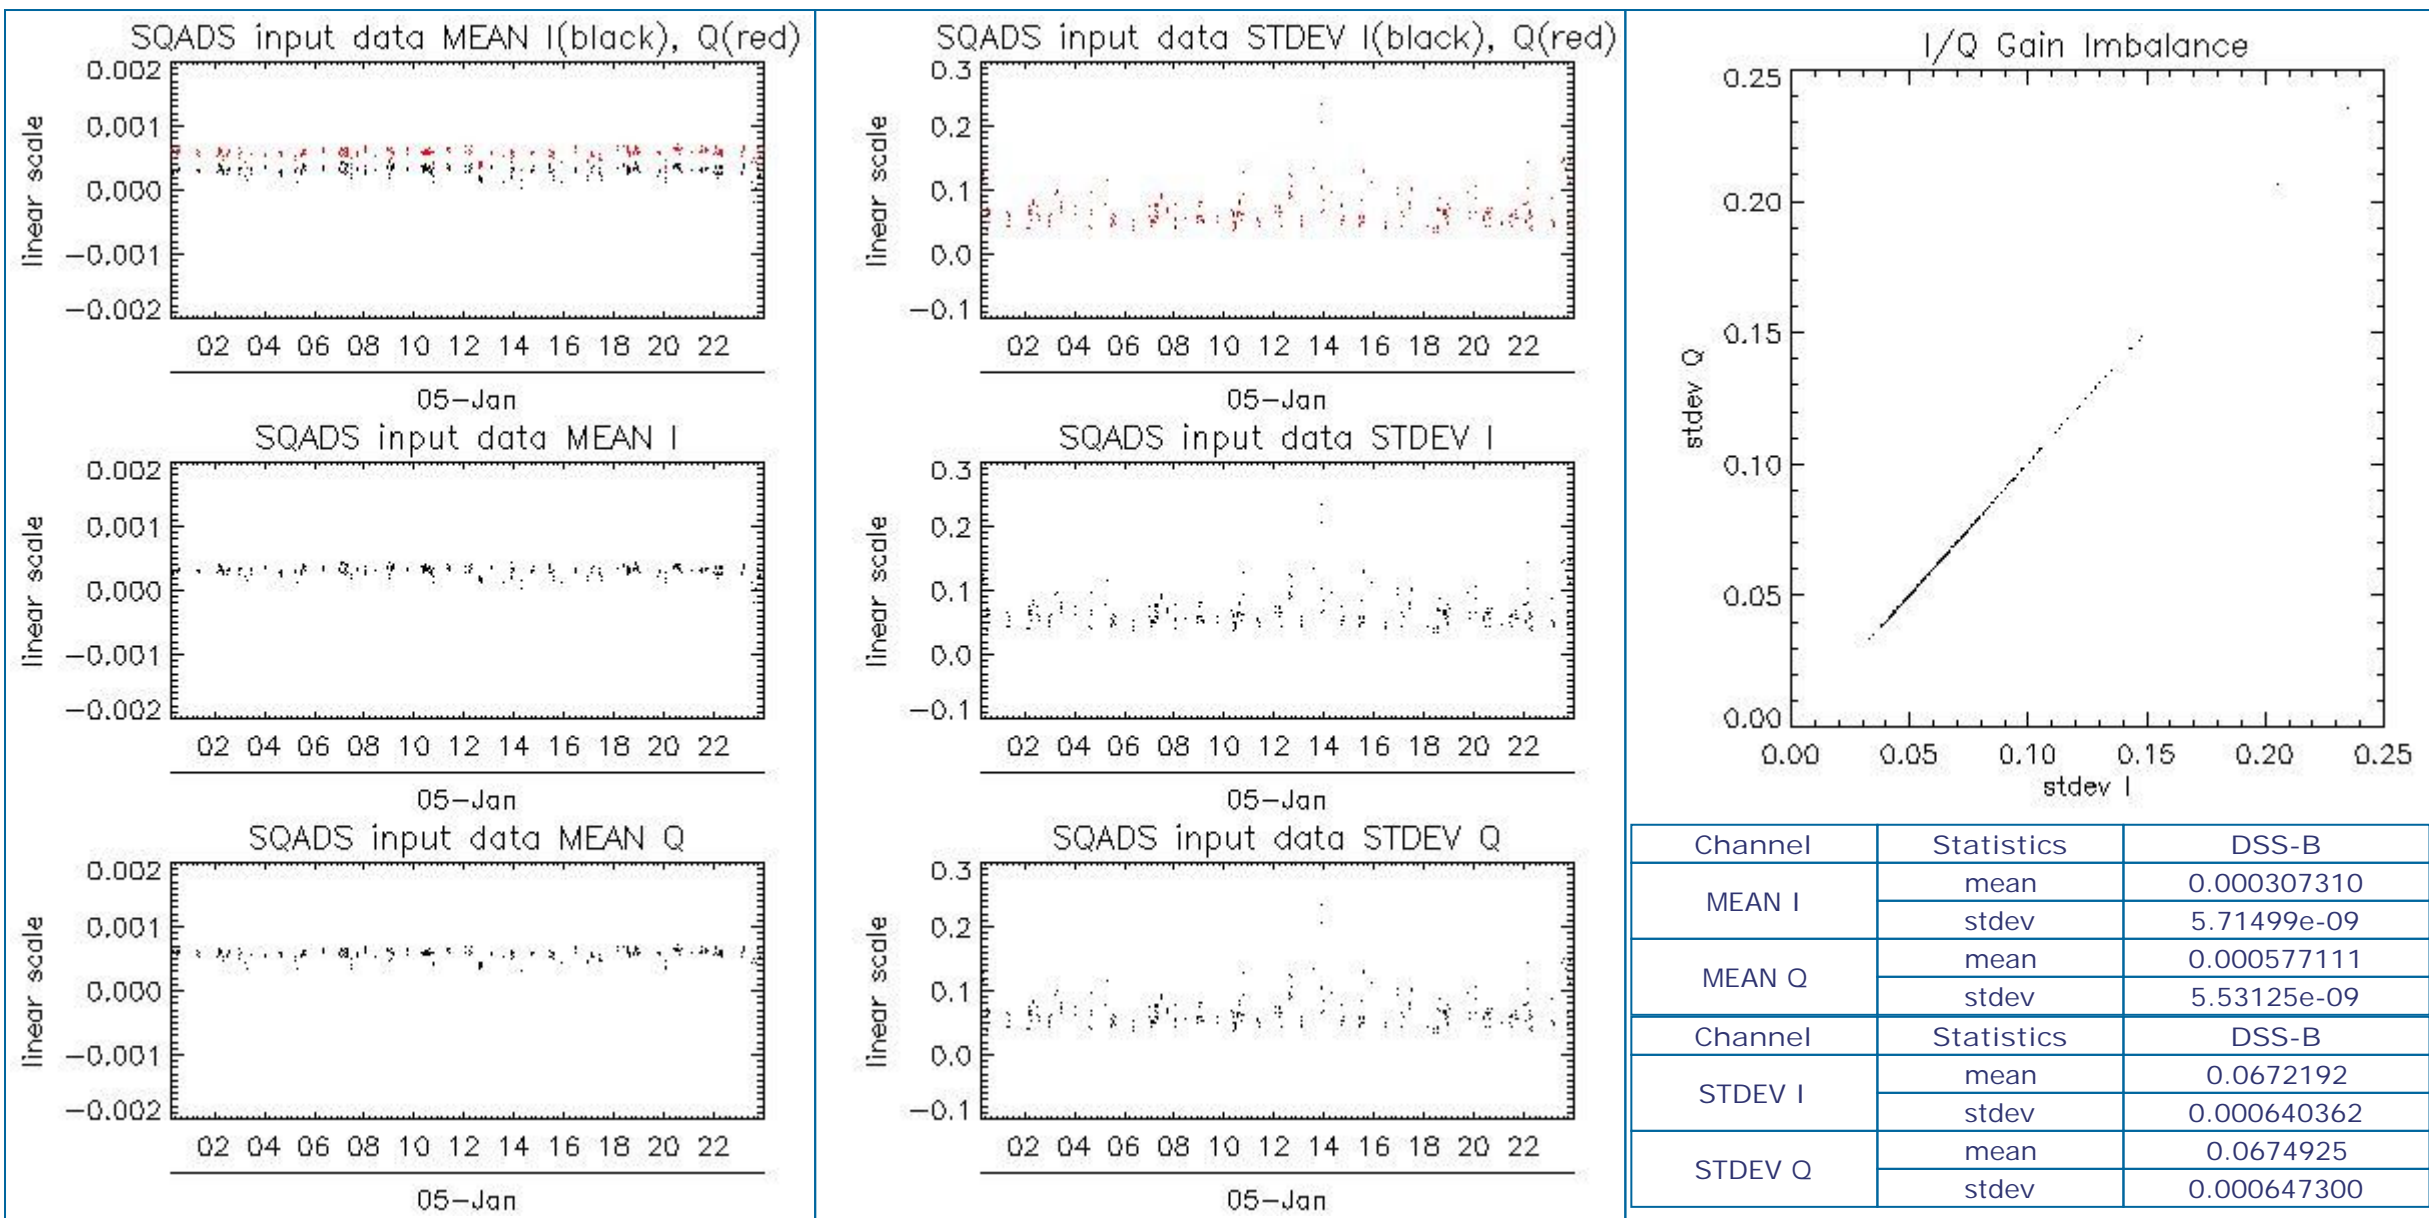 SQADS input data MEAN I(black), Q(red)
0.002
0.001
0.000
−0.001
−0.002
linear scale
02 04 06 08 10 12 14 16 18 20 22
05−Jan
SQADS input data MEAN I
0.002
0.001
0.000
−0.001
−0.002
linear scale
02 04 06 08 10 12 14 16 18 20 22
05−Jan
SQADS input data MEAN Q
0.002
0.001
0.000
−0.001
−0.002
linear scale
02 04 06 08 10 12 14 16 18 20 22
05−Jan
SQADS input data STDEV I(black), Q(red)
0.3
0.2
0.1
0.0
−0.1
linear scale
02 04 06 08 10 12 14 16 18 20 22
05−Jan
SQADS input data STDEV I
0.3
0.2
0.1
0.0
−0.1
linear scale
02 04 06 08 10 12 14 16 18 20 22
05−Jan
SQADS input data STDEV Q
0.3
0.2
0.1
0.0
−0.1
linear scale
02 04 06 08 10 12 14 16 18 20 22
05−Jan
I/Q Gain Imbalance
0.25
0.20
0.15
0.10
0.05
0.00
stdev Q
0.00 0.05 0.10 0.15 0.20 0.25
stdev I
Channel Statistics DSS-B
MEAN I mean 0.000307310
stdev 5.71499e-09
MEAN Q mean 0.000577111
stdev 5.53125e-09
Channel Statistics DSS-B
STDEV I mean 0.0672192
stdev 0.000640362
STDEV Q mean 0.0674925
stdev 0.000647300